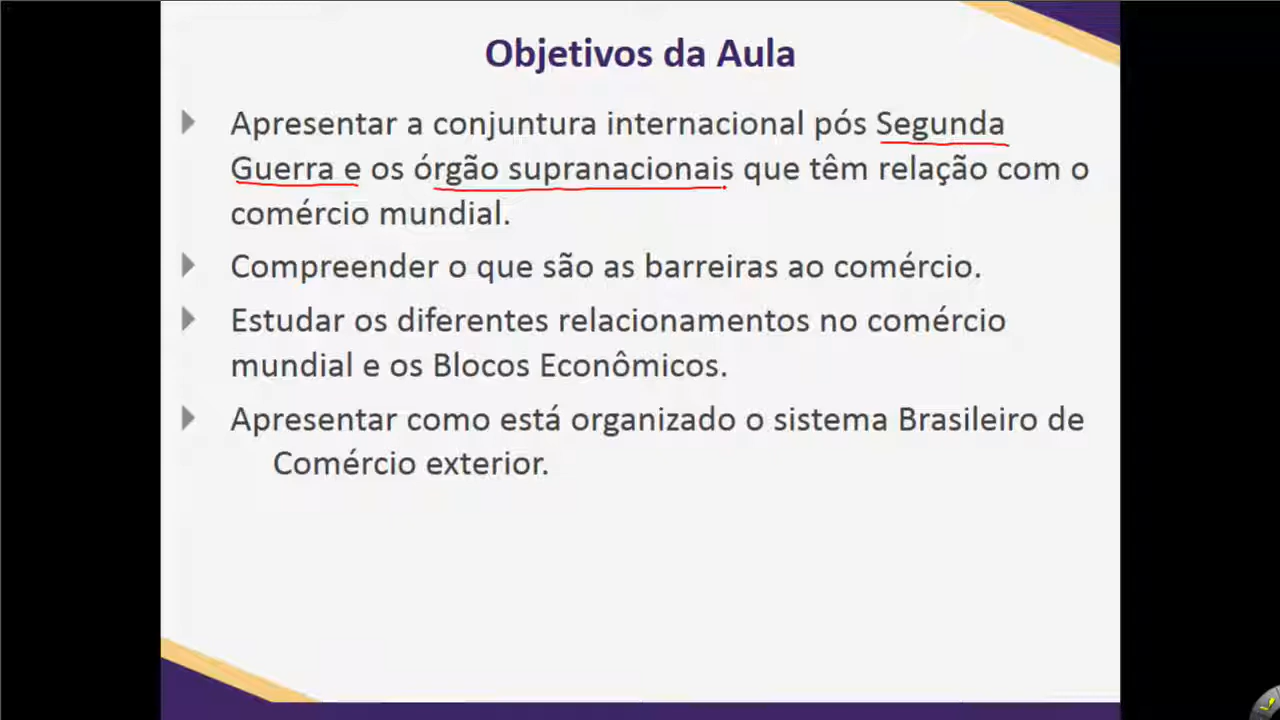 Objetivos da Aula
Apresentar a conjuntura internacional pós Segunda
Guerra e os órgão supranacionais que têm relação com o
comércio mundial.
Compreender o que são as barreiras ao comércio.
Estudar os diferentes relacionamentos no comércio
mundial e os Blocos Econômicos.
Apresentar como está organizado o sistema Brasileiro de
Comércio exterior.